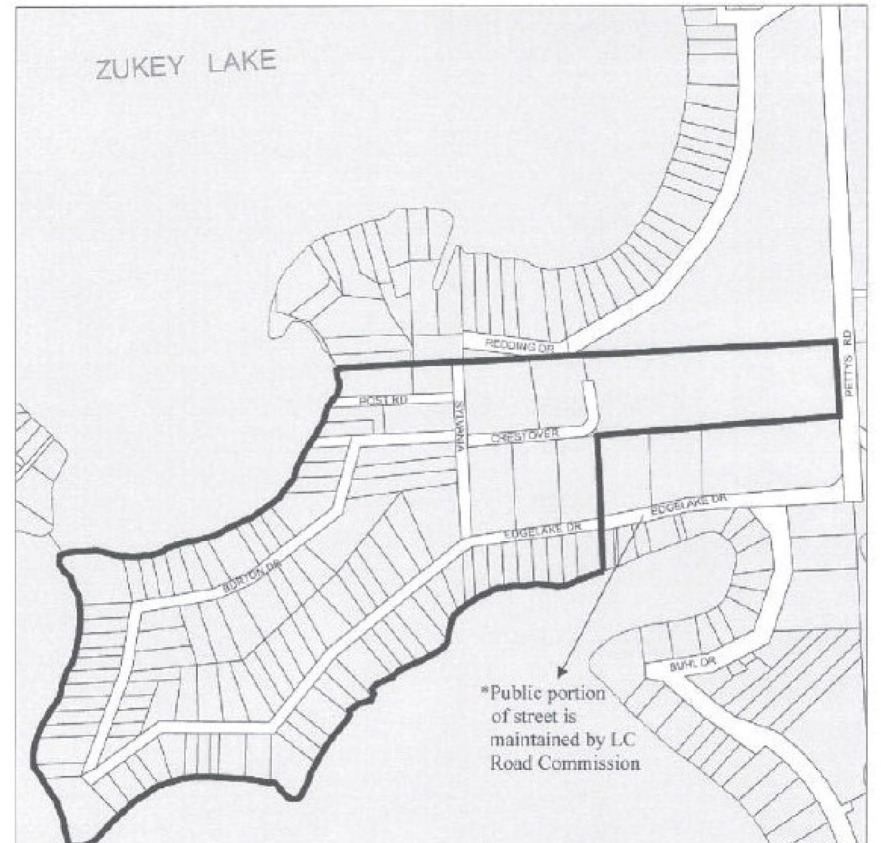 ZUKEY LAKE
REDDING DR
PETTYS RD
POST RD
SYLVANIA
CRESTOVER
EDGELAKE DR
EDGELAKE DR
BURTON DR
BUHL DR
*Public portion
of street is
maintained by LC
Road Commission